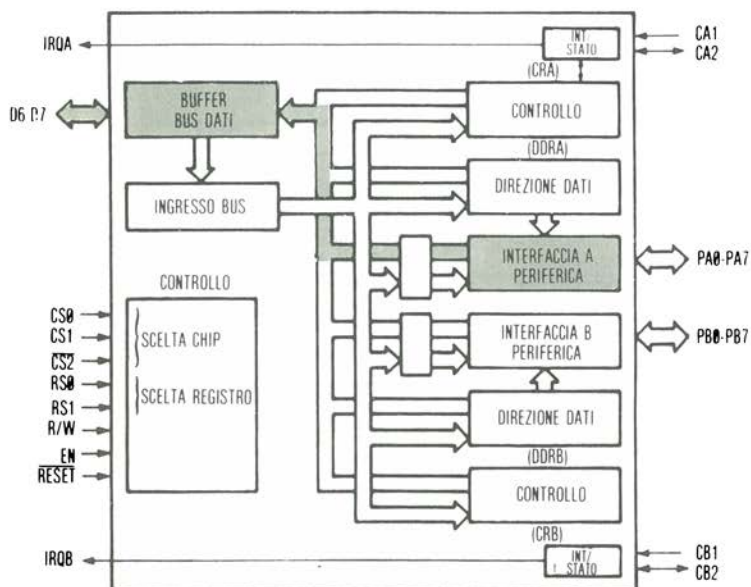 INT/
STATO
CA1
CA2
IRQA
(CRA)
CONTROLLO
BUFFER
BUS DATI
D6 D7
(DDRA)
DIREZIONE DATI
INGRESSO BUS
INTERFACCIA A
PERIFERICA
PA0-PA7
CONTROLLO
CS0
CS1
CS2
RS0
RS1
R/W
EN
RESET
SCELTA CHIP
SCELTA REGISTRO
INTERFACCIA B
PERIFERICA
PB0-PB7
DIREZIONE DATI
(DDRB)
CONTROLLO
(CRB)
INT/
STATO
IRQB
CB1
CB2